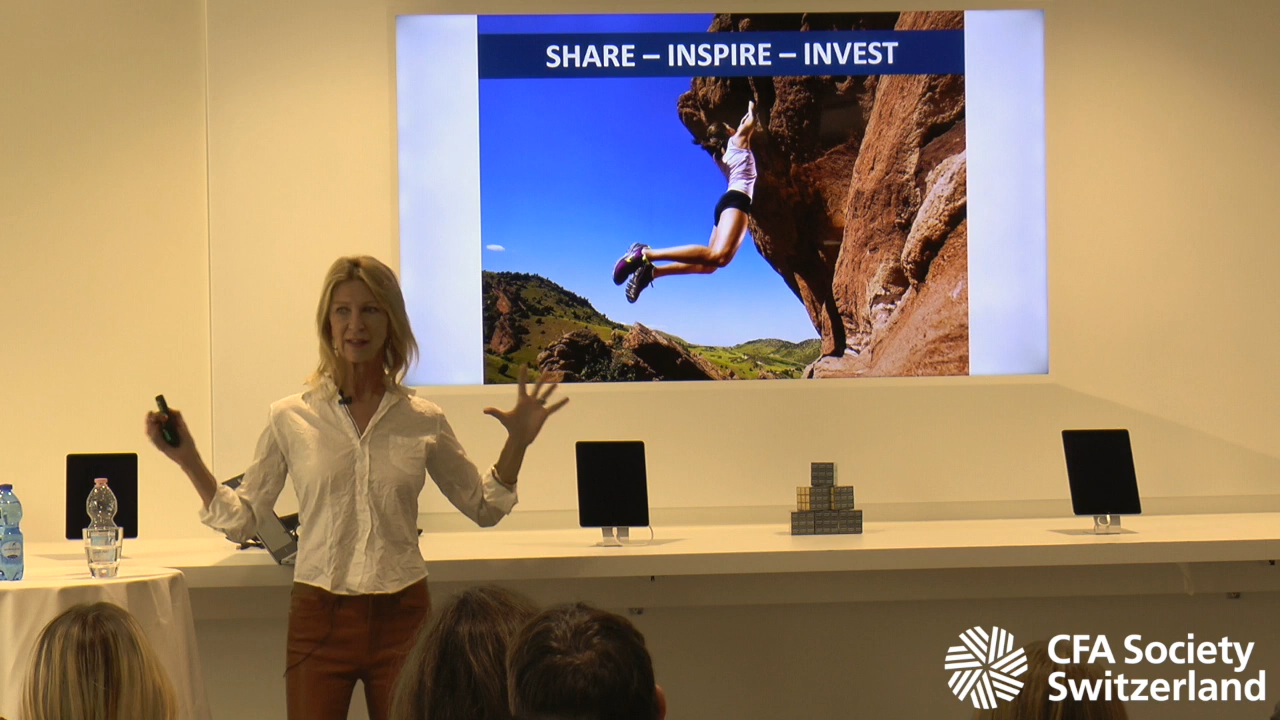 SHARE – INSPIRE – INVEST
CFA Society
Switzerland